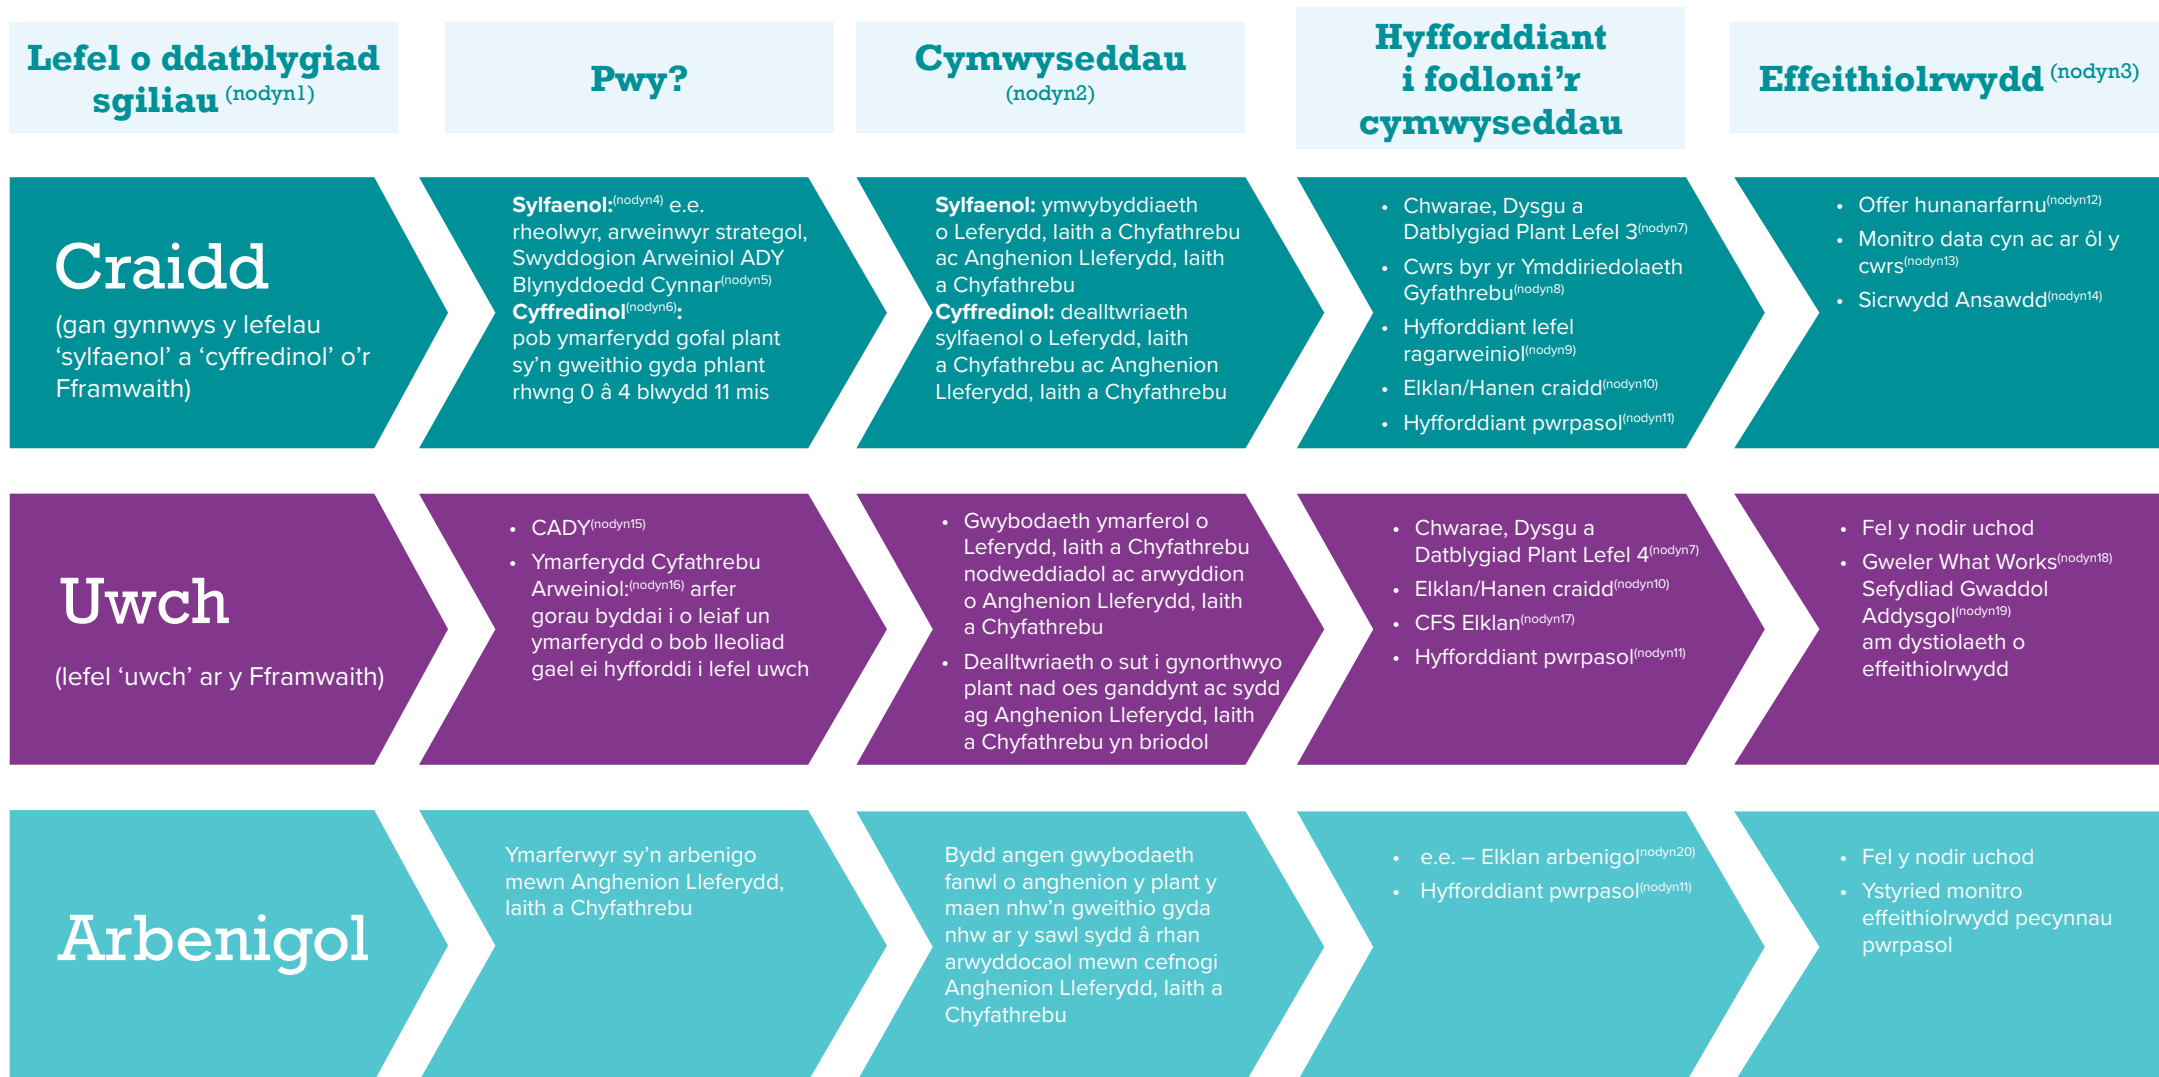 Lefel o ddatblygiad
sgiliau (nodyn1)
Pwy?
Cymwyseddau
(nodyn2)
Hyfforddiant
i fodloni’r
cymwyseddau
Effeithiolrwydd (nodyn3)
Craidd
(gan gynnwys y lefelau
‘sylfaenol’ a ‘cyffredinol’ o’r
Fframwaith)
Sylfaenol:(nodyn4) e.e.
rheolwyr, arweinwyr strategol,
Swyddogion Arweiniol ADY
Blynyddoedd Cynnar(nodyn5)
Cyffredinol(nodyn6):
pob ymarferydd gofal plant
sy’n gweithio gyda phlant
rhwng 0 â 4 blwydd 11 mis
Sylfaenol: ymwybyddiaeth
o Leferydd, Iaith a Chyfathrebu
ac Anghenion Lleferydd, Iaith
a Chyfathrebu
Cyffredinol: dealltwriaeth
sylfaenol o Leferydd, Iaith
a Chyfathrebu ac Anghenion
Lleferydd, Iaith a Chyfathrebu
• Chwarae, Dysgu a
Datblygiad Plant Lefel 3(nodyn7)
• Cwrs byr yr Ymddiriedolaeth
Gyfathrebu(nodyn8)
• Hyfforddiant lefel
ragarweiniol(nodyn9)
• Elklan/Hanen craidd(nodyn10)
• Hyfforddiant pwrpasol(nodyn11)
• Offer hunanarfarnu(nodyn12)
• Monitro data cyn ac ar ôl y
cwrs(nodyn13)
• Sicrwydd Ansawdd(nodyn14)
Uwch
(lefel ‘uwch’ ar y Fframwaith)
• CADY(nodyn15)
• Ymarferydd Cyfathrebu
Arweiniol:(nodyn16) arfer
gorau byddai i o leiaf un
ymarferydd o bob lleoliad
gael ei hyfforddi i lefel uwch
• Gwybodaeth ymarferol o
Leferydd, Iaith a Chyfathrebu
nodweddiadol ac arwyddion
o Anghenion Lleferydd, Iaith
a Chyfathrebu
• Dealltwriaeth o sut i gynorthwyo
plant nad oes ganddynt ac sydd
ag Anghenion Lleferydd, Iaith
a Chyfathrebu yn briodol
• Chwarae, Dysgu a
Datblygiad Plant Lefel 4(nodyn7)
• Elklan/Hanen craidd(nodyn10)
• CFS Elklan(nodyn17)
• Hyfforddiant pwrpasol(nodyn11)
• Fel y nodir uchod
• Gweler What Works(nodyn18)
Sefydliad Gwaddol
Addysgol(nodyn19)
am dystiolaeth o
effeithiolrwydd
Arbenigol
Ymarferwyr sy’n arbenigo
mewn Anghenion Lleferydd,
Iaith a Chyfathrebu
Bydd angen gwybodaeth
fanwl o anghenion y plant y
maen nhw’n gweithio gyda
nhw ar y sawl sydd â rhan
arwyddocaol mewn cefnogi
Anghenion Lleferydd, Iaith a
Chyfathrebu
• e.e. – Elklan arbenigolnodyn20)
• Hyfforddiant pwrpasol(nodyn11)
• Fel y nodir uchod
• Ystyried monitro
effeithiolrwydd pecynnau
pwrpasol